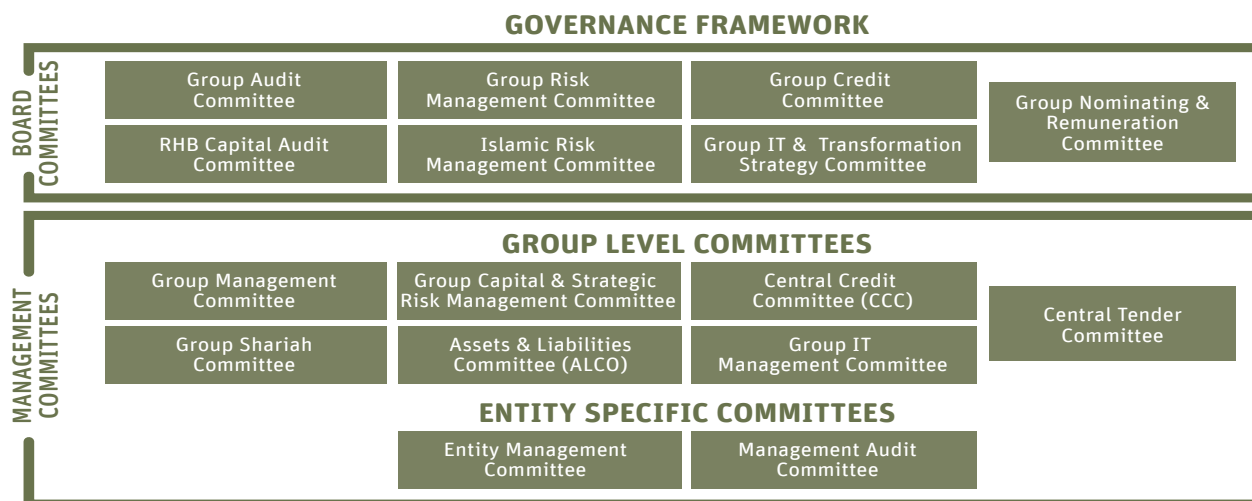 GOVERNANCE FRAMEWORK
BOARD
COMMITTEES
Group Audit
Committee
Group Risk
Management Committee
Group Credit
Committee
Group Nominating &
Remuneration
Committee
RHB Capital Audit
Committee
Islamic Risk
Management Committee
Group IT & Transformation
Strategy Committee
MANAGEMENT
COMMITTEES
GROUP LEVEL COMMITTEES
Group Management
Committee
Group Capital & Strategic
Risk Management Committee
Central Credit
Committee (CCC)
Central Tender
Committee
Group Shariah
Committee
Assets & Liabilities
Committee (ALCO)
Group IT
Management Committee
ENTITY SPECIFIC COMMITTEES
Entity Management
Committee
Management Audit
Committee